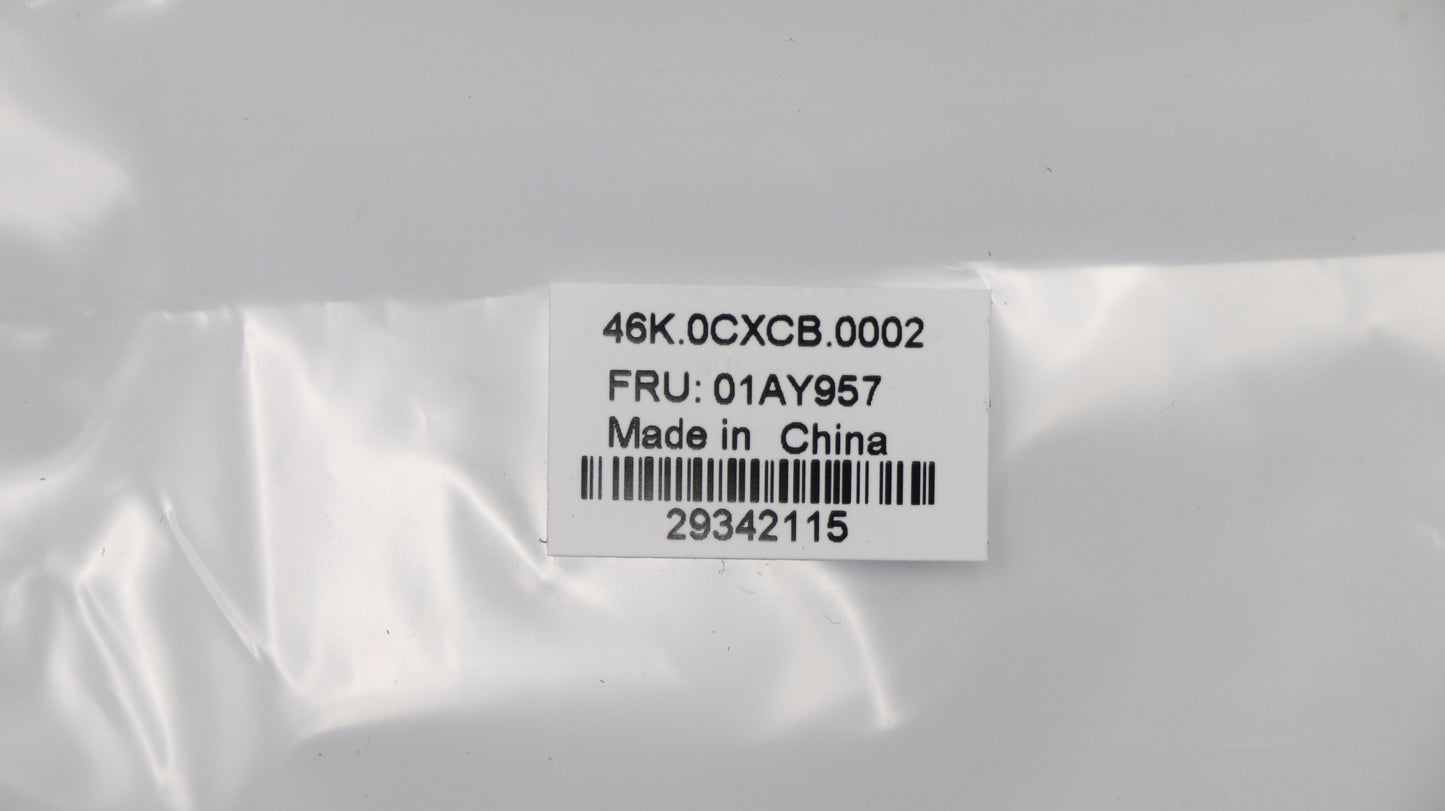 46K.0CXCB.0002
FRU: 01AY957
Made in China
29342115